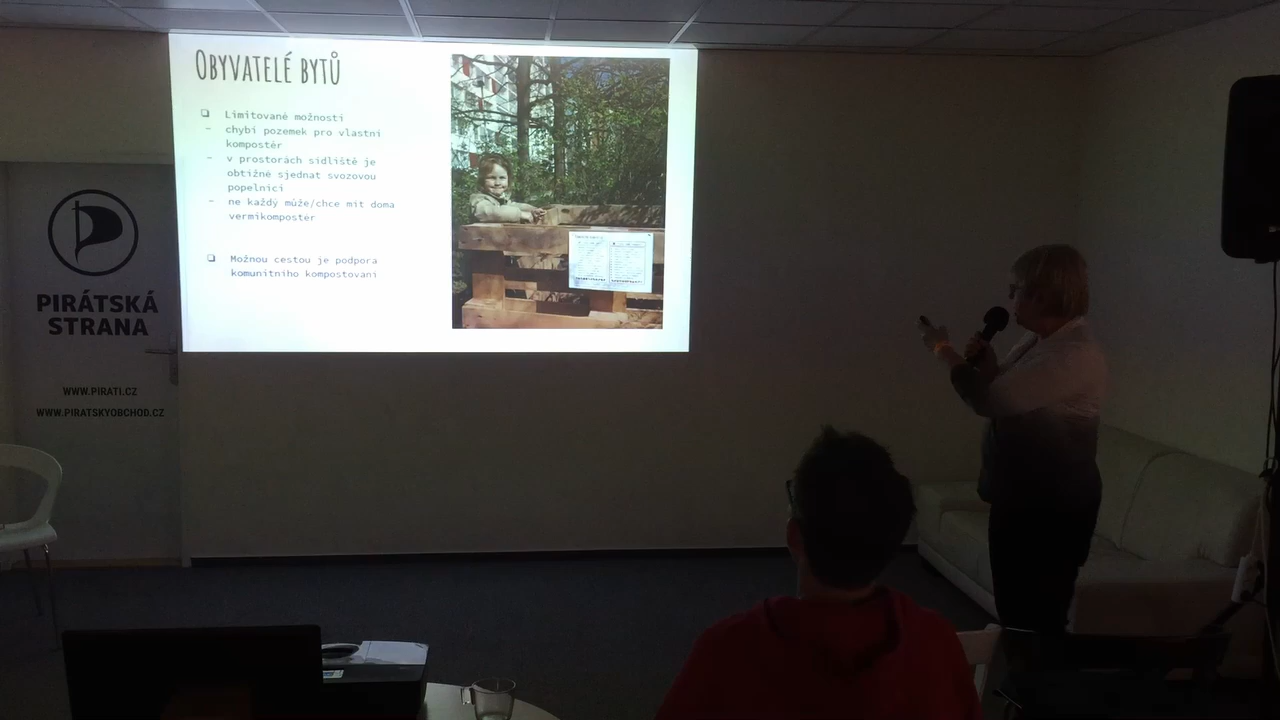 OBYVATELÉ BYTŮ
Limitované možnosti
- chybí pozemek pro vlastní
kompostér
- v prostorách sídliště je
obtížné sjednat svozovou
popelnici
- ne každý může/chce mít doma
vermikompostér
Možnou cestou je podpora
komunitního kompostování
PIRÁTSKÁ
STRANA
WWW.PIRATI.CZ
WWW.PIRATSKYOBCHOD.CZ